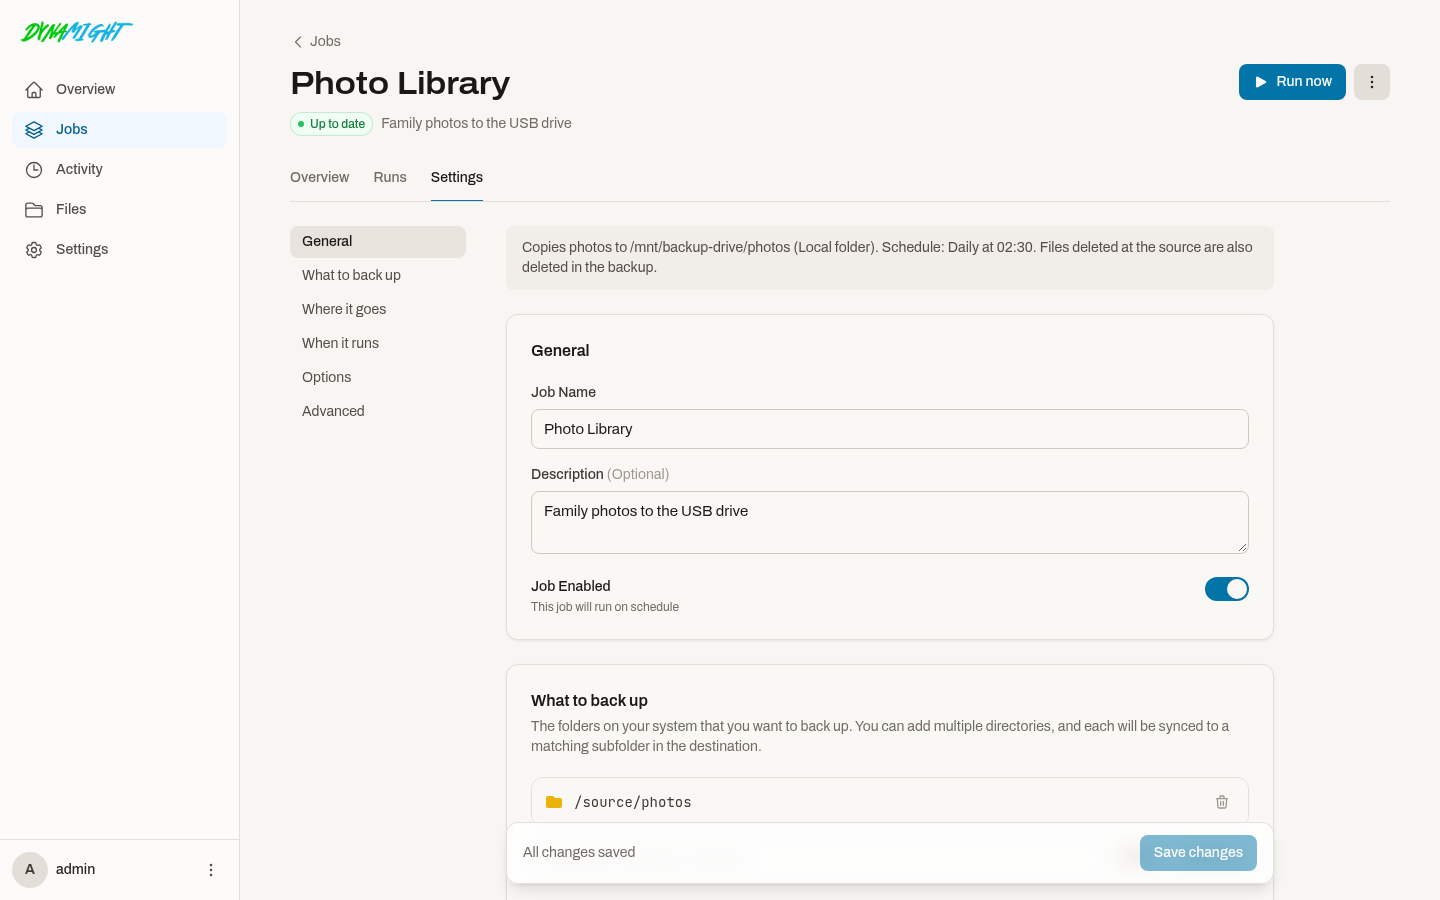 DYNAMIGHT
Overview
Jobs
Activity
Files
Settings
A
admin
Jobs
Photo Library
Run now
Up to date
Family photos to the USB drive
Overview
Runs
Settings
General
What to back up
Where it goes
When it runs
Options
Advanced
Copies photos to /mnt/backup-drive/photos (Local folder). Schedule: Daily at 02:30. Files deleted at the source are also
deleted in the backup.
General
Job Name
Photo Library
Description (Optional)
Family photos to the USB drive
Job Enabled
This job will run on schedule
What to back up
The folders on your system that you want to back up. You can add multiple directories, and each will be synced to a
matching subfolder in the destination.
/source/photos
All changes saved
Save changes